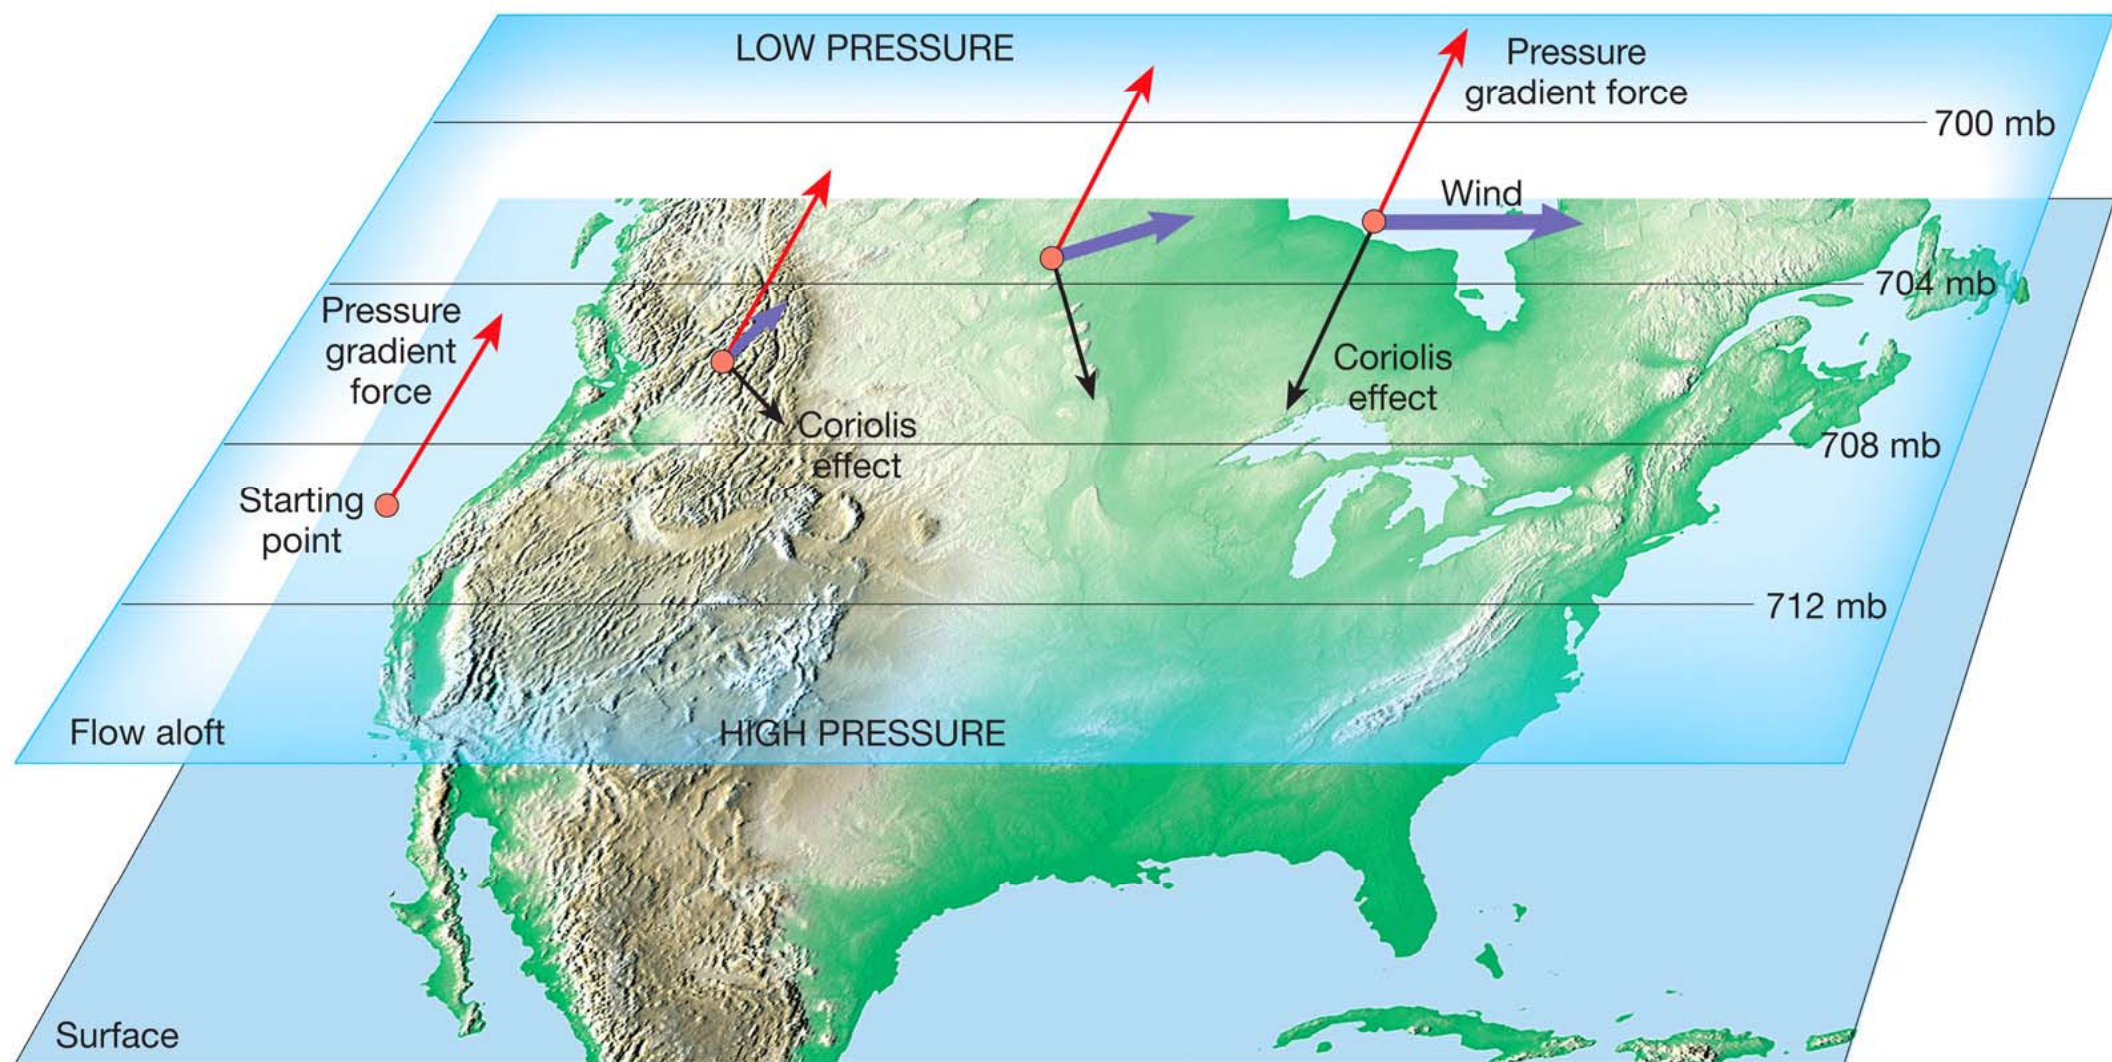 LOW PRESSURE
Pressure
gradient force
700 mb
Wind
704 mb
Pressure
gradient
force
Coriolis
effect
Coriolis
effect
708 mb
Starting
point
712 mb
Flow aloft
HIGH PRESSURE
Surface